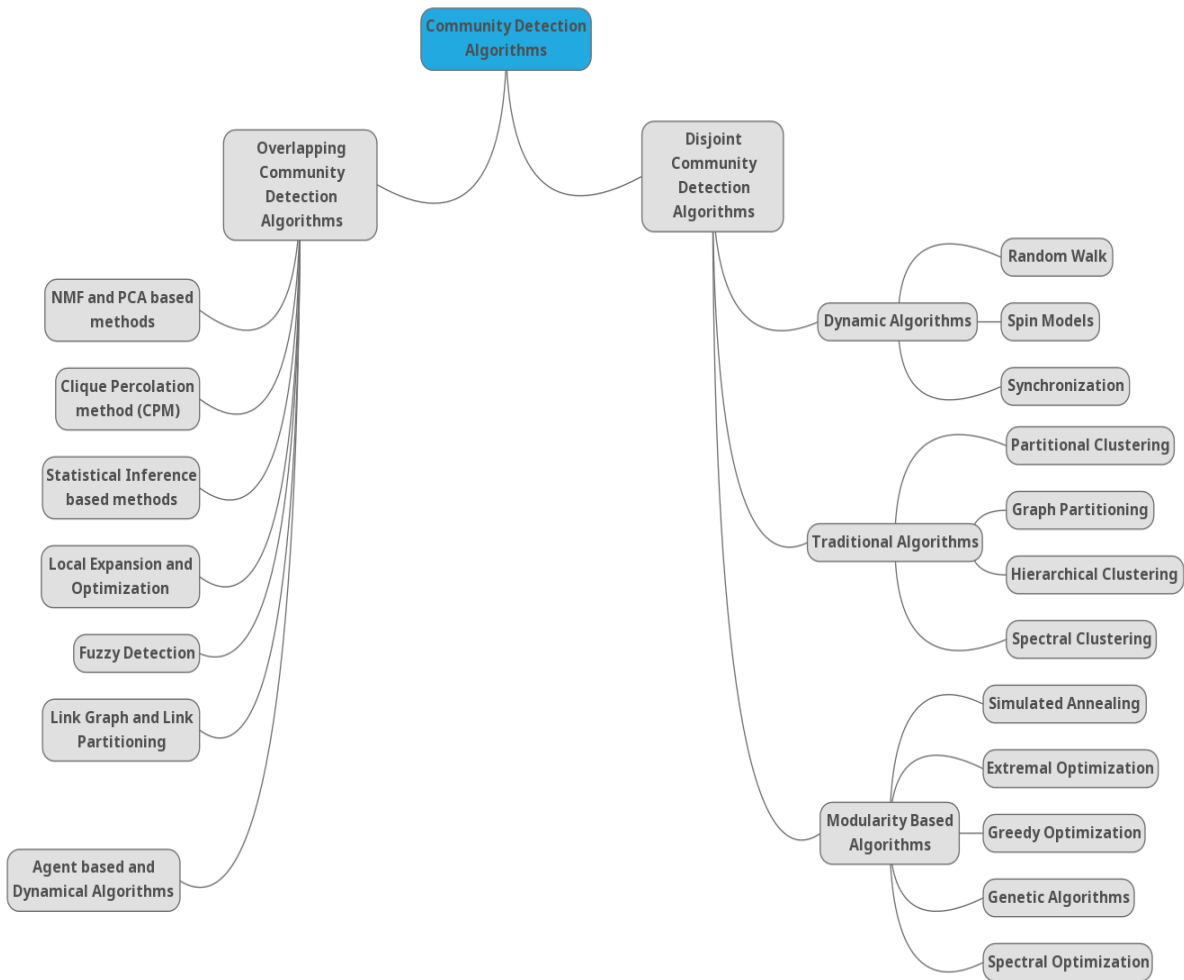 Community Detection
Algorithms
Overlapping
Community
Detection
Algorithms
NMF and PCA based
methods
Clique Percolation
method (CPM)
Statistical Inference
based methods
Local Expansion and
Optimization
Fuzzy Detection
Link Graph and Link
Partitioning
Agent based and
Dynamical Algorithms
Disjoint
Community
Detection
Algorithms
Dynamic Algorithms
Random Walk
Spin Models
Synchronization
Traditional Algorithms
Partitional Clustering
Graph Partitioning
Hierarchical Clustering
Spectral Clustering
Modularity Based
Algorithms
Simulated Annealing
Extremal Optimization
Greedy Optimization
Genetic Algorithms
Spectral Optimization